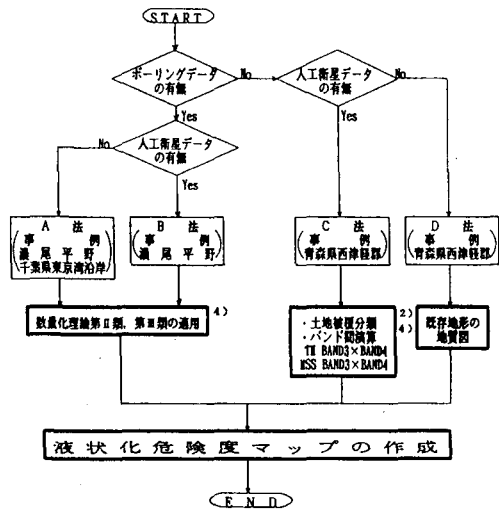 START
ボーリングデータ
の有無
No
人工衛星データ
の有無
No
Yes
Yes
人工衛星データ
の有無
No
Yes
A 法
事 例
濃尾平野
千葉県東京湾沿岸
B 法
事 例
濃尾平野
C 法
事 例
青森県西津軽郡
D 法
事 例
青森県西津軽郡
数量化理論第Ⅱ類、第Ⅲ類の適用
4)
・土地被覆分類
・バンド間演算
TM BAND3×BAND4
MSS BAND3×BAND4
2)
4)
既存地形の
地質図
液状化危険度マップの作成
END